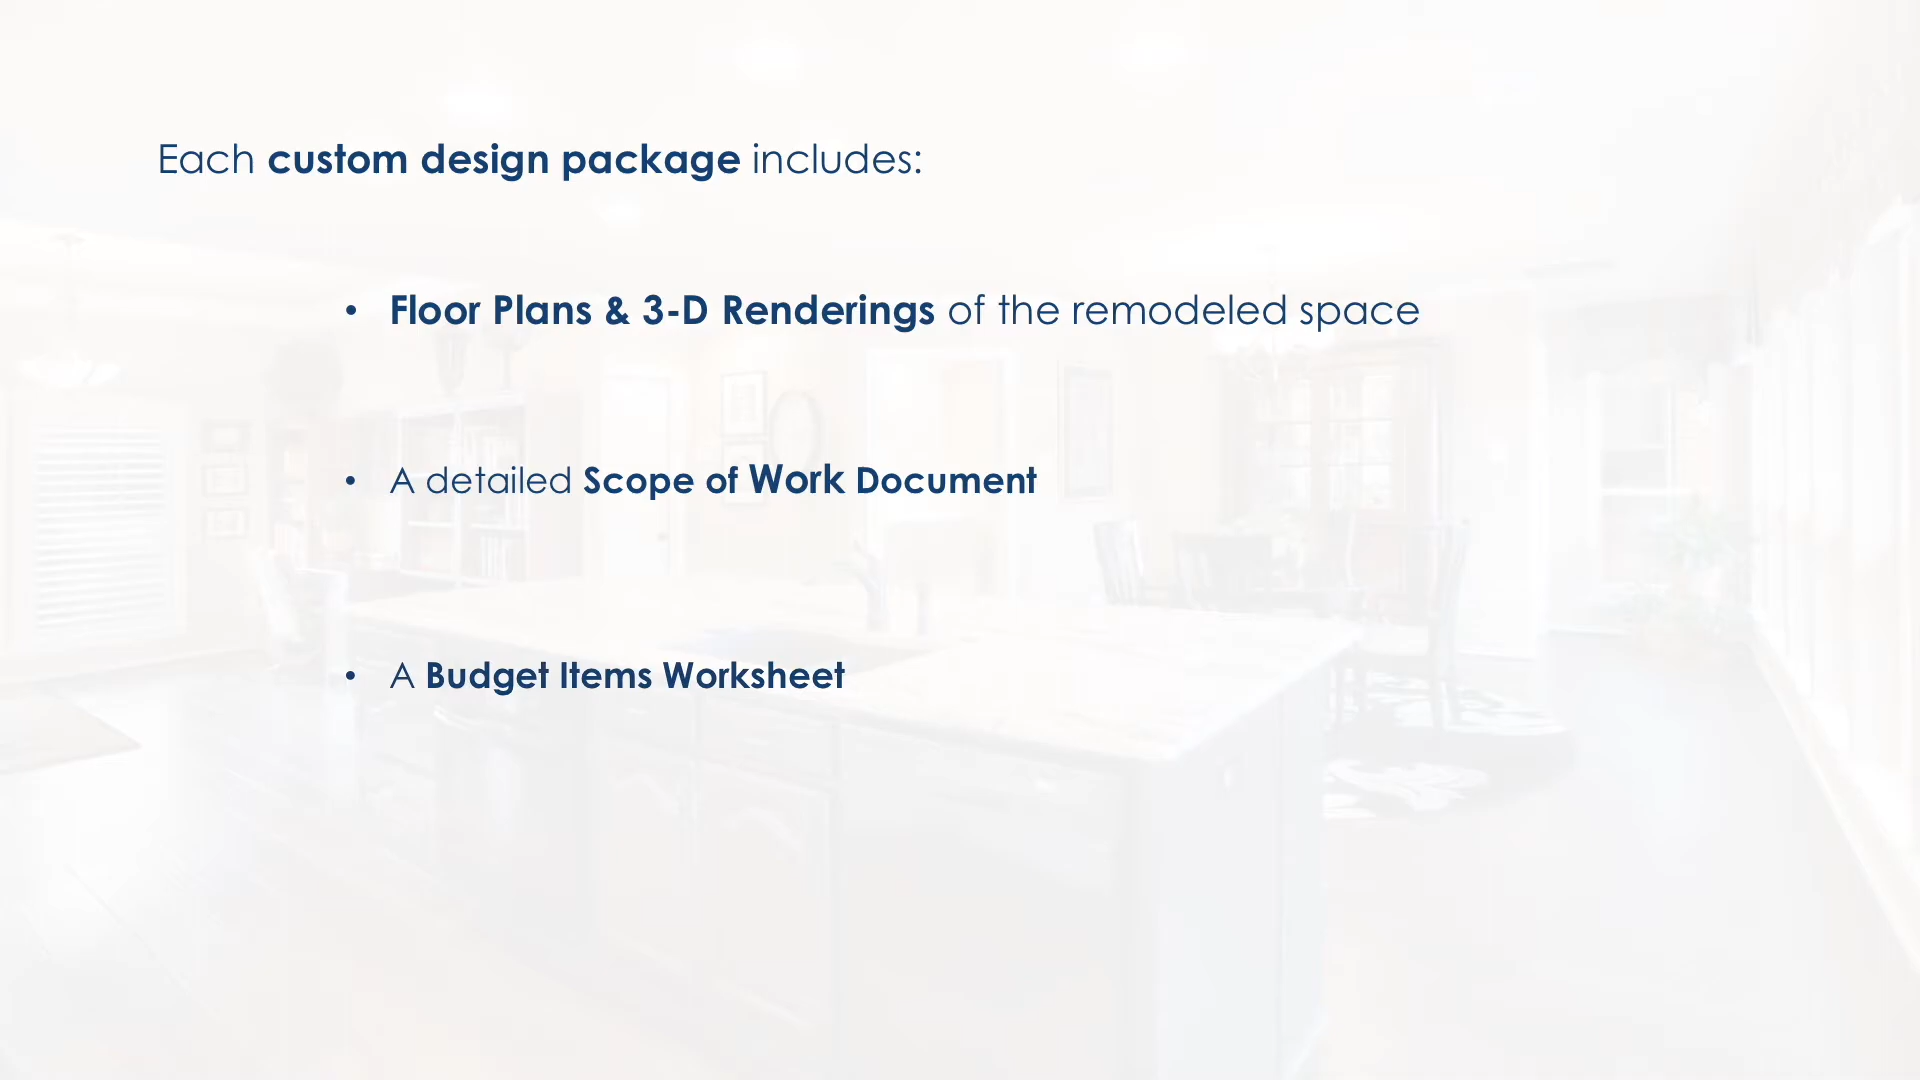 Each custom design package includes:
• Floor Plans & 3-D Renderings of the remodeled space
• A detailed Scope of Work Document
• A Budget Items Worksheet